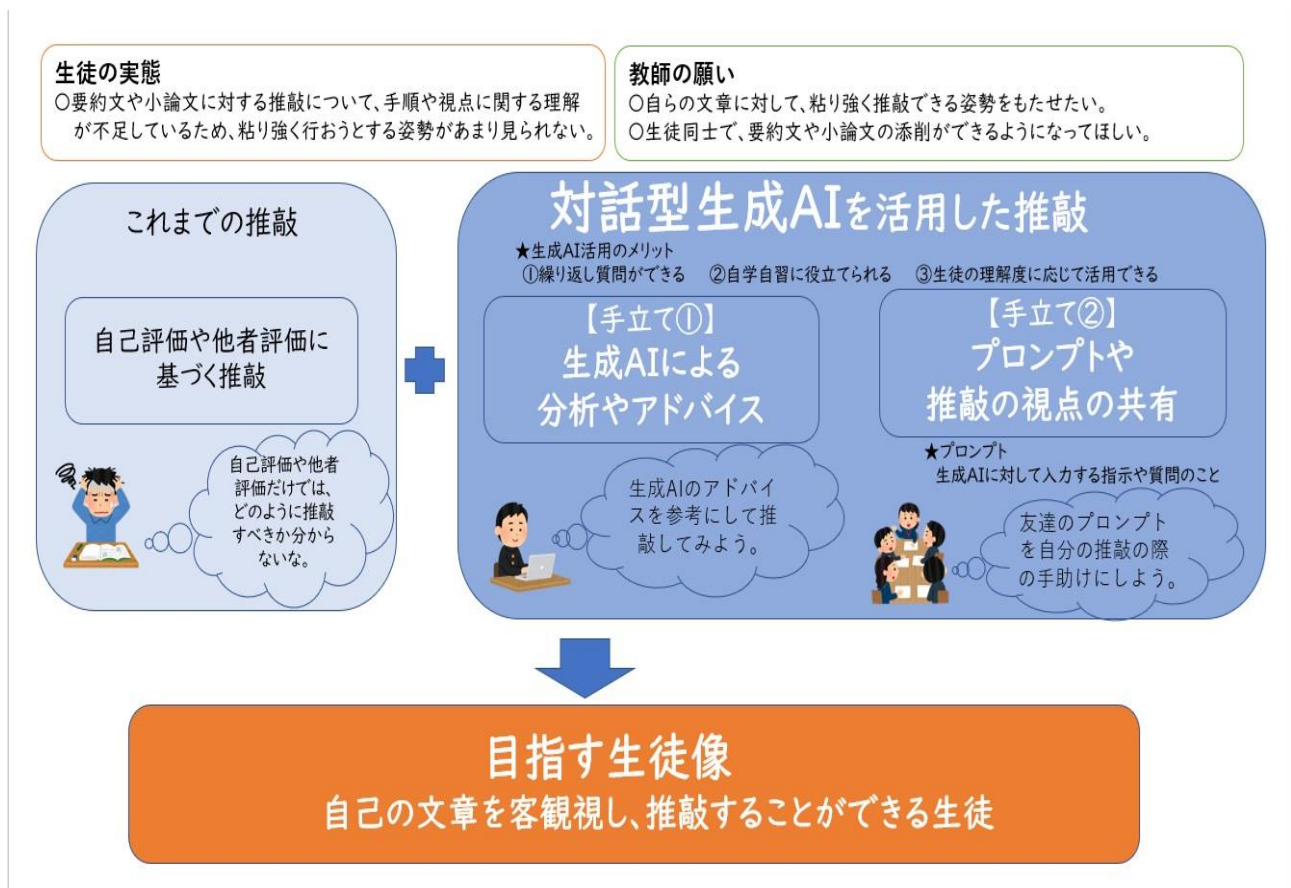 生徒の実態
○要約文や小論文に対する推敲について、手順や視点に関する理解
が不足しているため、粘り強く行おうとする姿勢があまり見られない。
教師の願い
○自らの文章に対して、粘り強く推敲できる姿勢をもたせたい。
○生徒同士で、要約文や小論文の添削ができるようになってほしい。
これまでの推敲
自己評価や他者評価に
基づく推敲
自己評価や他者
評価だけでは、
どのように推敲
すべきか分から
ないな。
対話型生成AIを活用した推敲
★生成AI活用のメリット
①繰り返し質問ができる ②自学自習に役立てられる ③生徒の理解度に応じて活用できる
【手立て①】
生成AIによる
分析やアドバイス
生成AIのアドバイ
スを参考にして推
敲してみよう。
【手立て②】
プロンプトや
推敲の視点の共有
★プロンプト
生成AIに対して入力する指示や質問のこと
友達のプロンプト
を自分の推敲の際
の手助けにしよう。
目指す生徒像
自己の文章を客観視し、推敲することができる生徒